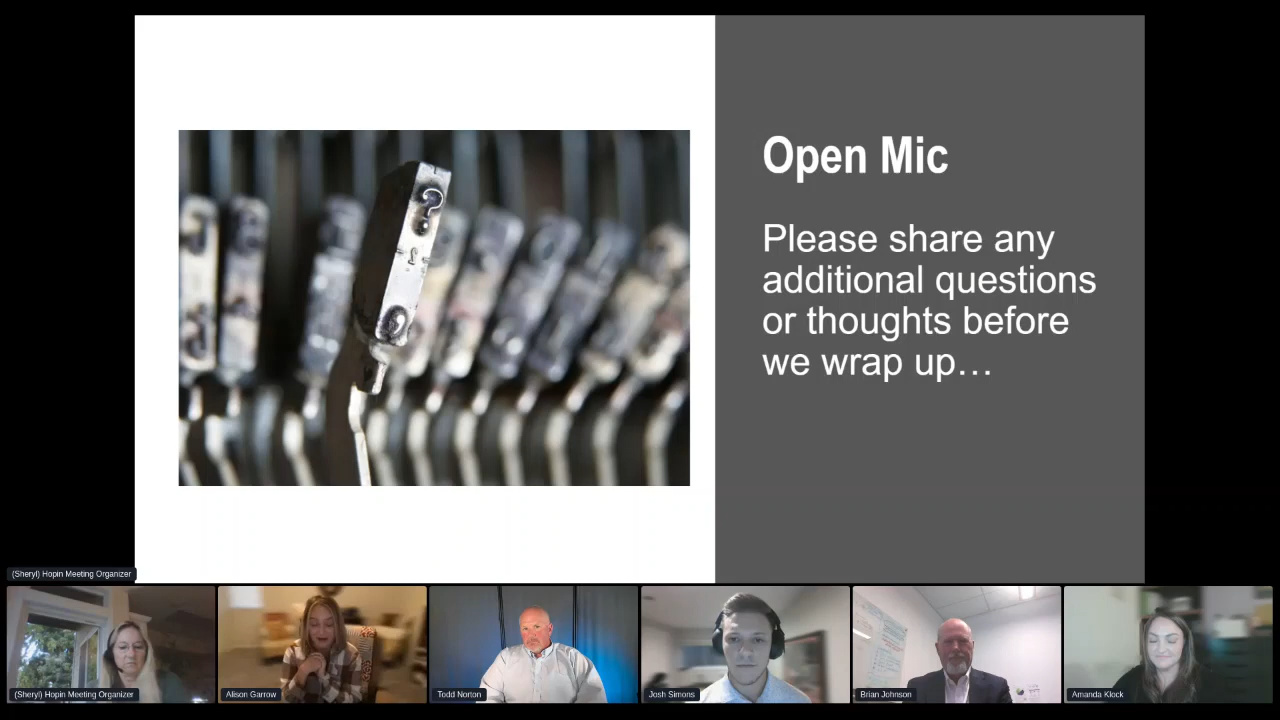 Open Mic
Please share any
additional questions
or thoughts before
we wrap up…
?
(Sheryl) Hopin Meeting Organizer
(Sheryl) Hopin Meeting Organizer
Alison Garrow
Todd Norton
Josh Simons
Brian Johnson
Amanda Klock